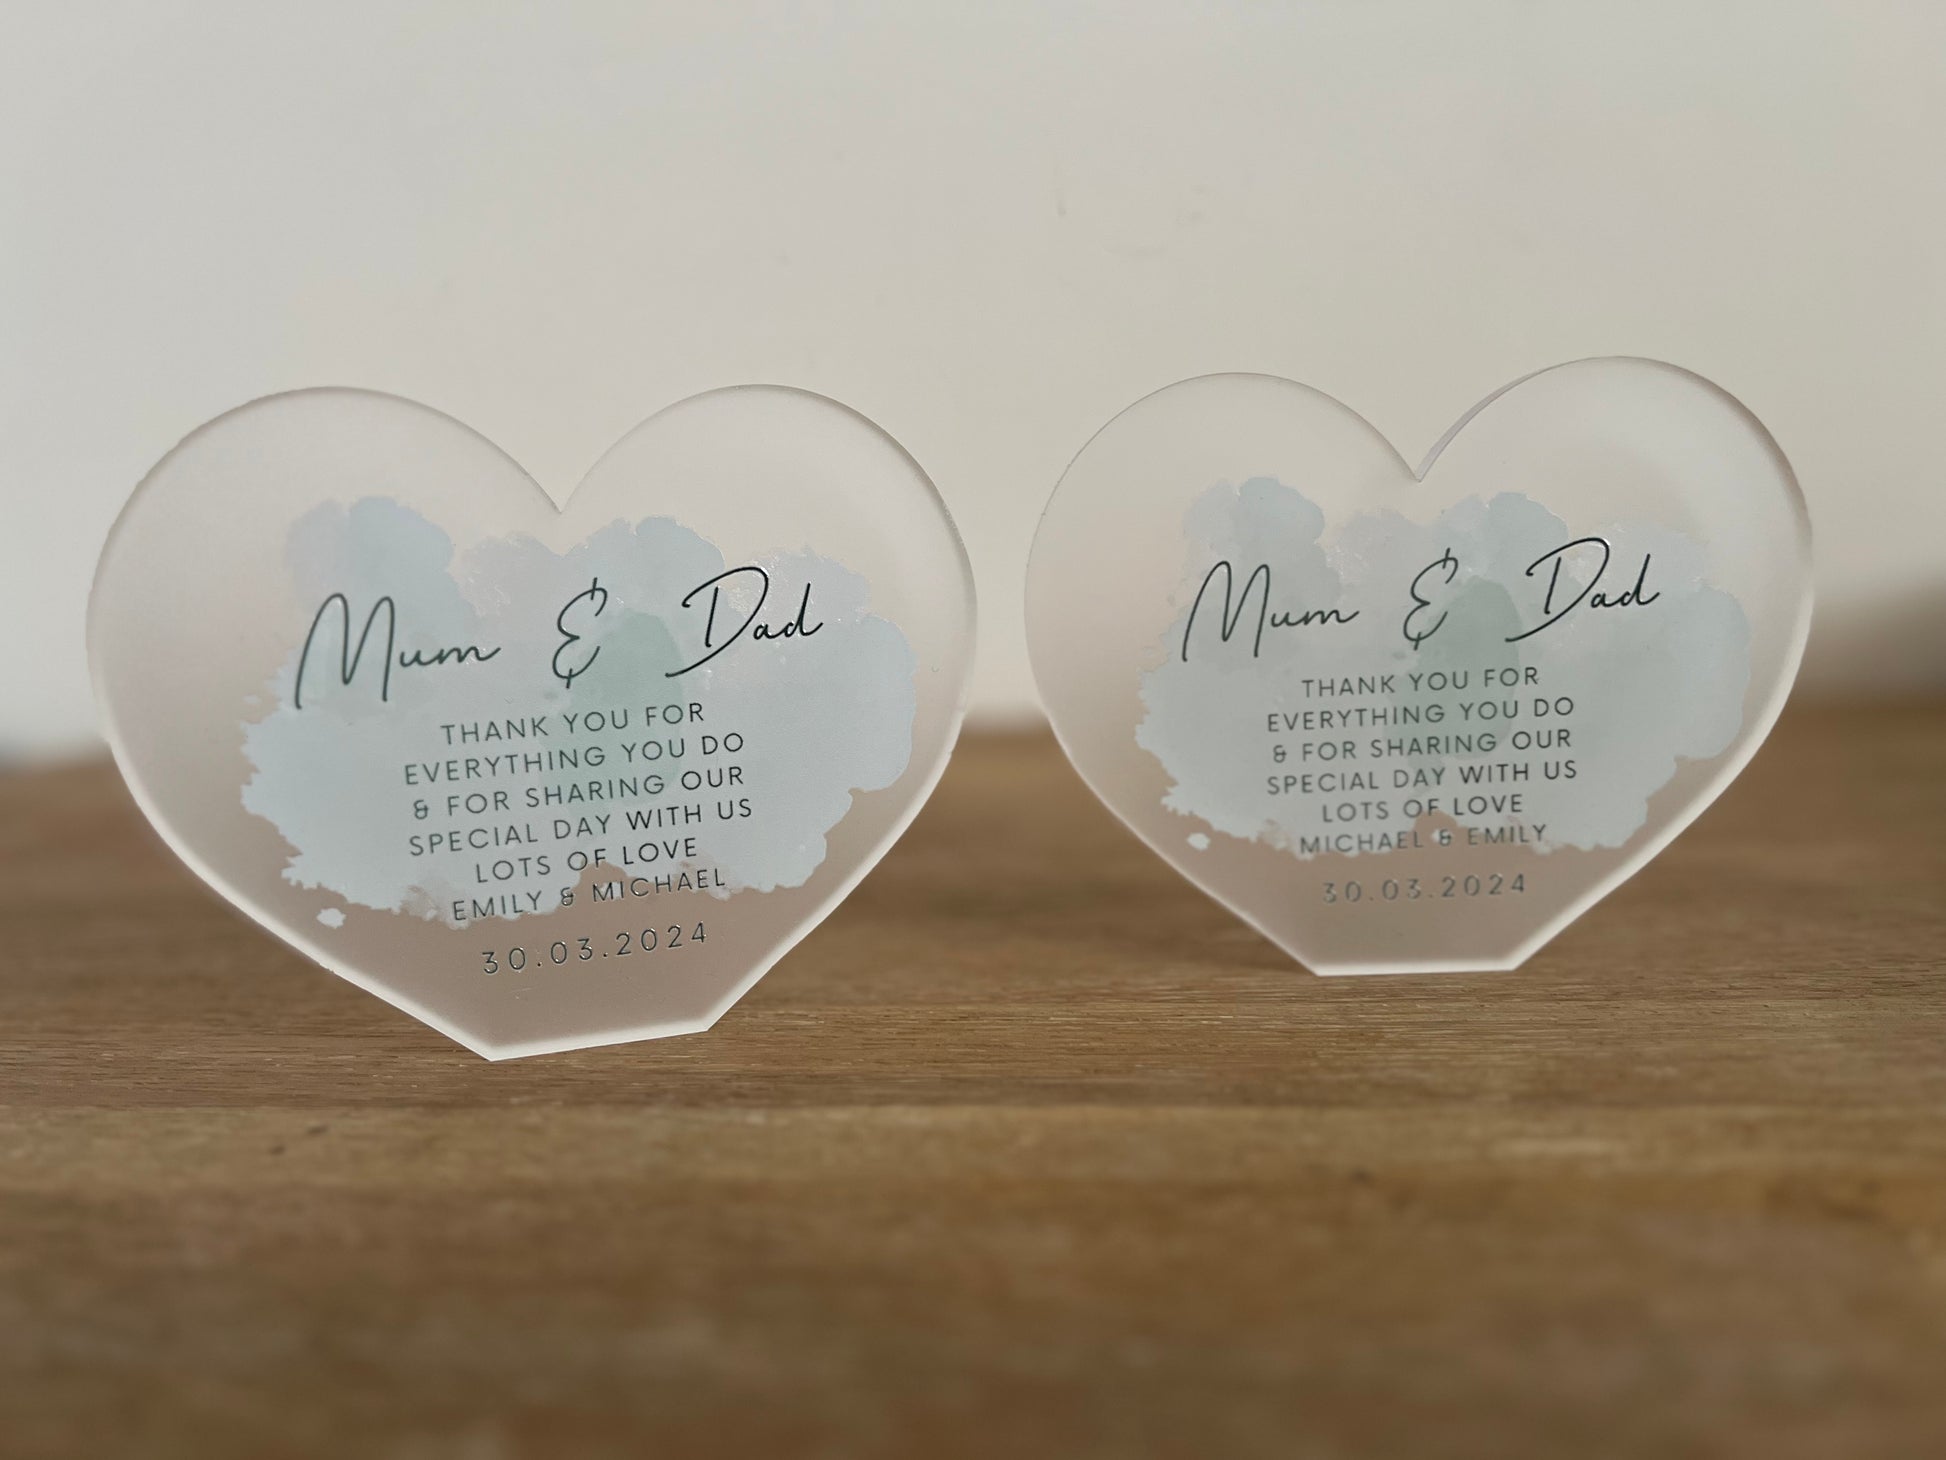 Mum & Dad
THANK YOU FOR
EVERYTHING YOU DO
& FOR SHARING OUR
SPECIAL DAY WITH US
LOTS OF LOVE
EMILY & MICHAEL
30.03.2024
Mum & Dad
THANK YOU FOR
EVERYTHING YOU DO
& FOR SHARING OUR
SPECIAL DAY WITH US
LOTS OF LOVE
MICHAEL & EMILY
30.03.2024